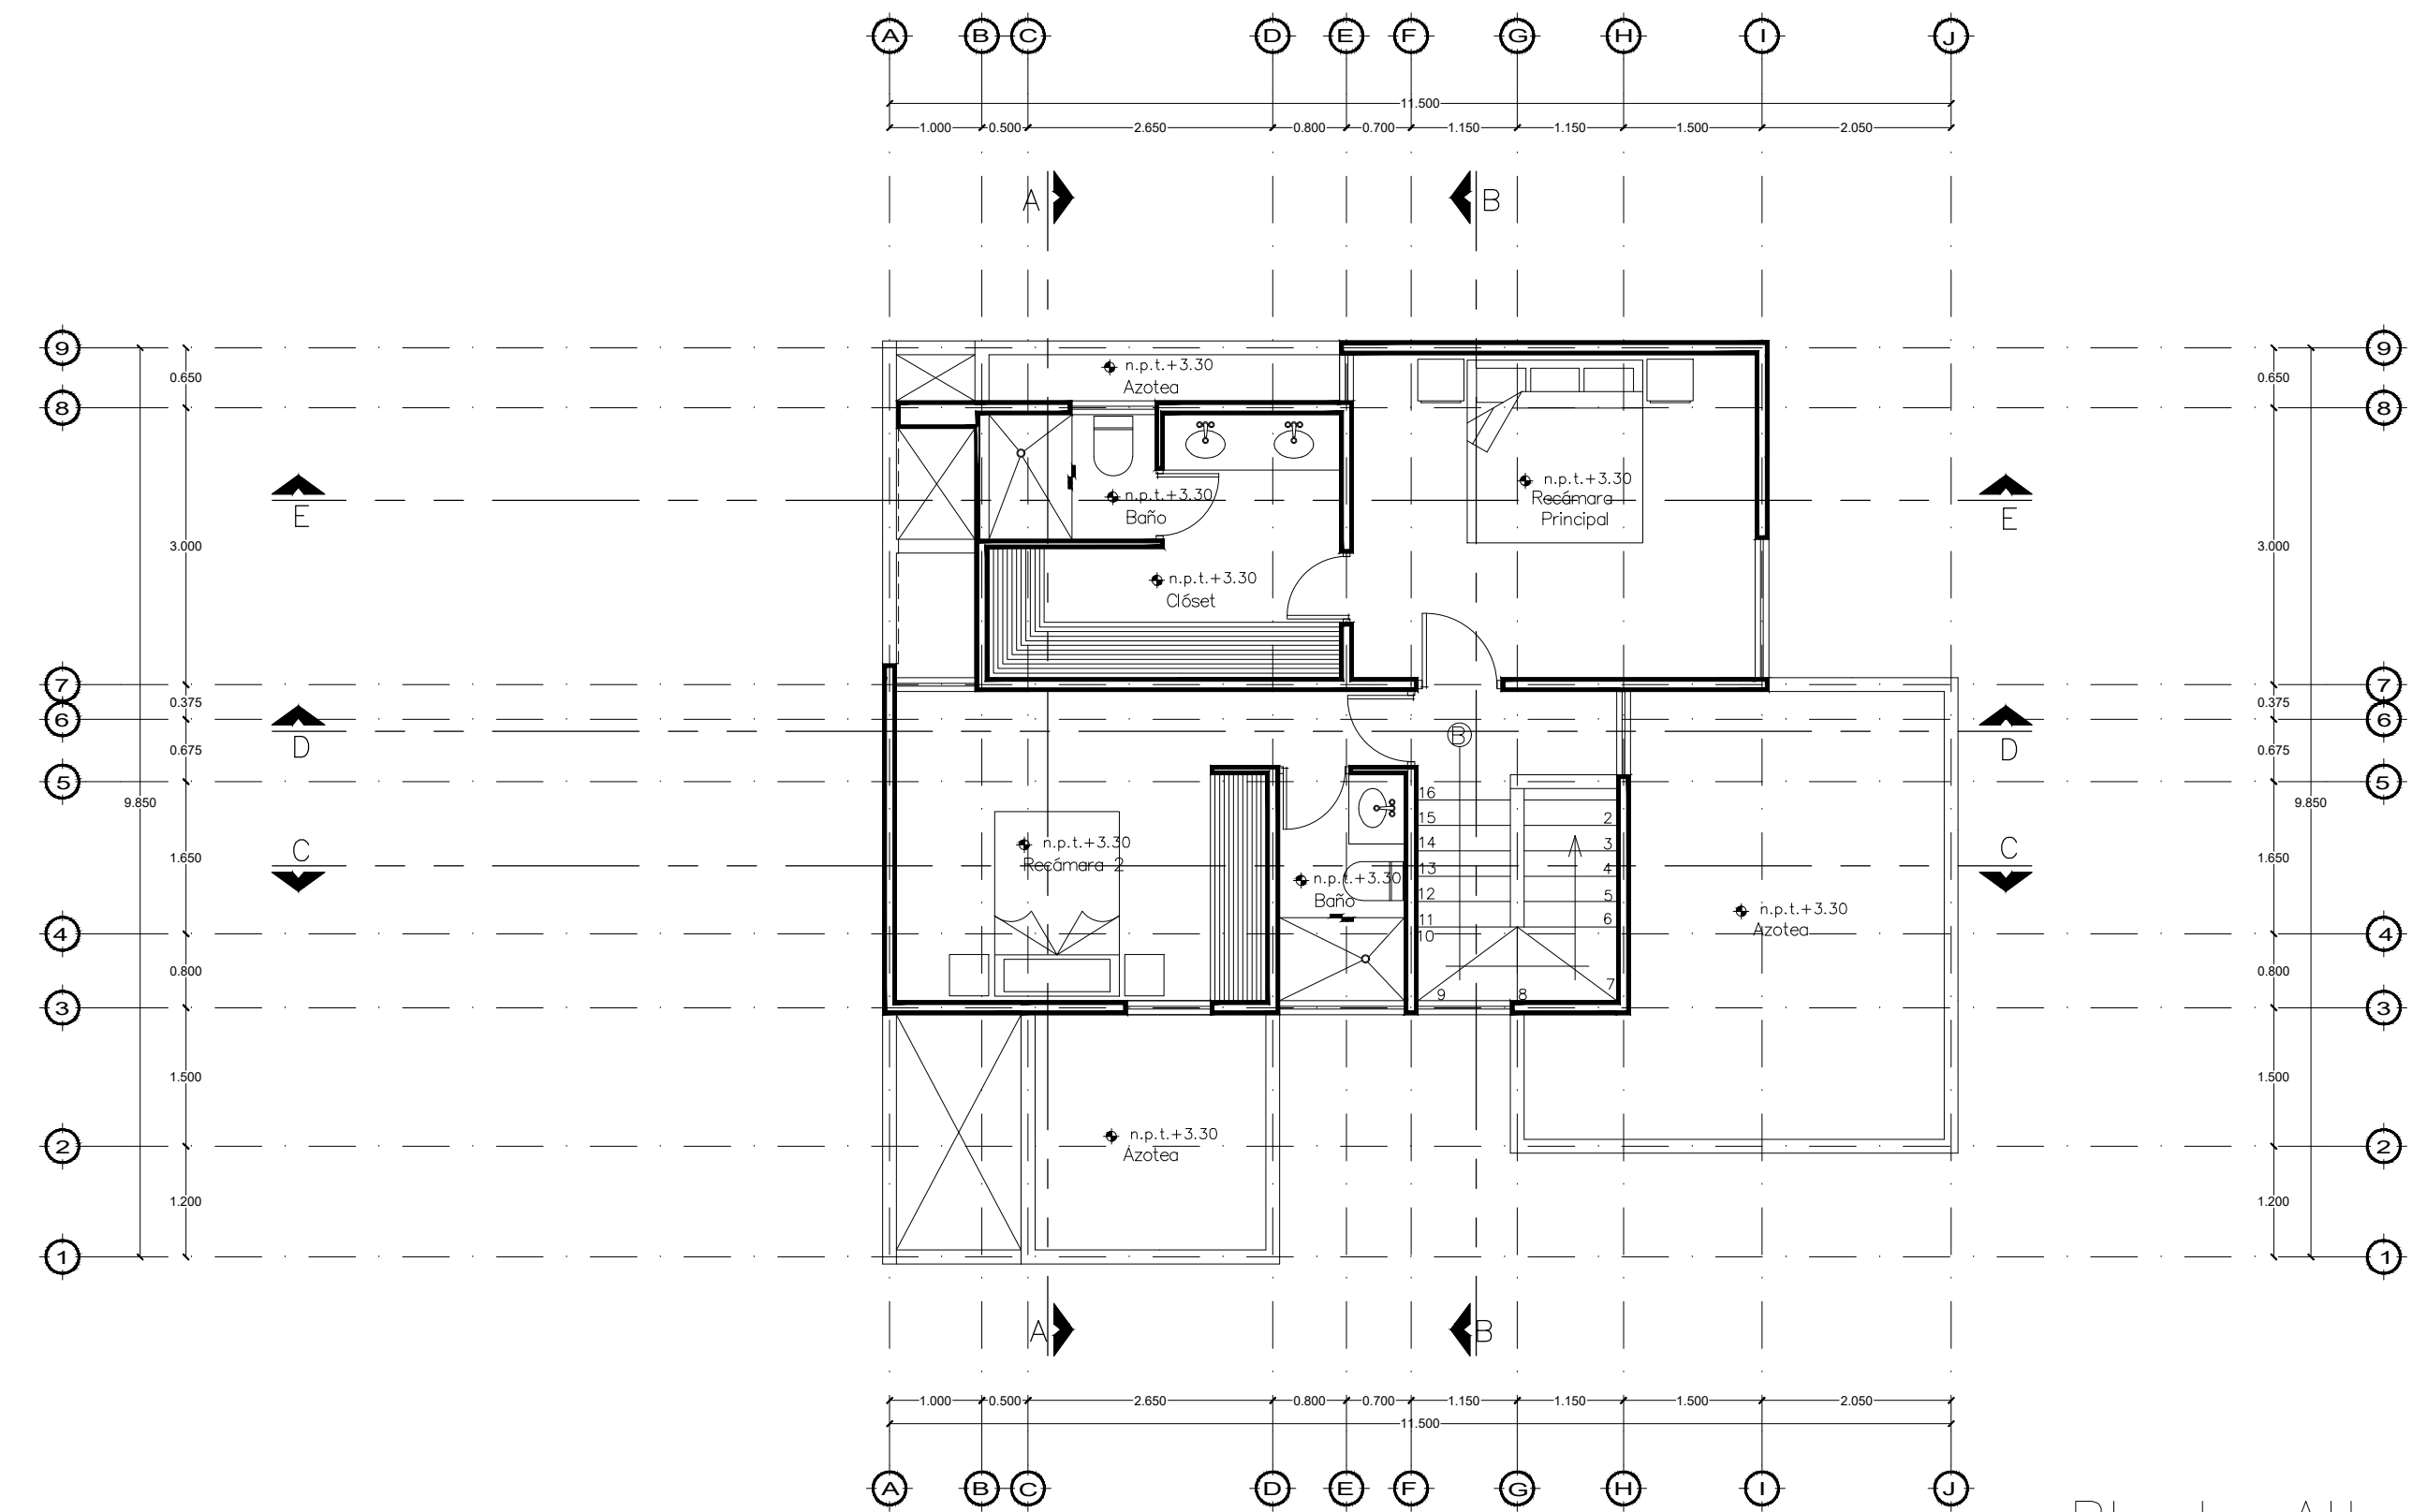 A B C D E F G H I J
11.500
1.000 0.500 2.650 0.800 0.700 1.150 1.150 1.500 2.050
A B
9 9
n.p.t.+3.30
Azotea
0.650 0.650
8 8
n.p.t.+3.30
Recámara
Principal
n.p.t.+3.30
Baño
E E
3.000 3.000
n.p.t.+3.30
Clóset
7 7
0.375 0.375
6 6
B
D D
0.675 0.675
5 5
9.850 9.850
16
15 2
14 3
13 4
12 5
11 6
10
9 8 7
n.p.t.+3.30
Recámara 2
C C
1.650 1.650
n.p.t.+3.30
Baño
n.p.t.+3.30
Azotea
4 4
0.800 0.800
3 3
1.500 1.500
n.p.t.+3.30
Azotea
2 2
1.200 1.200
1 1
A B
1.000 0.500 2.650 0.800 0.700 1.150 1.150 1.500 2.050
11.500
A B C D E F G H I J